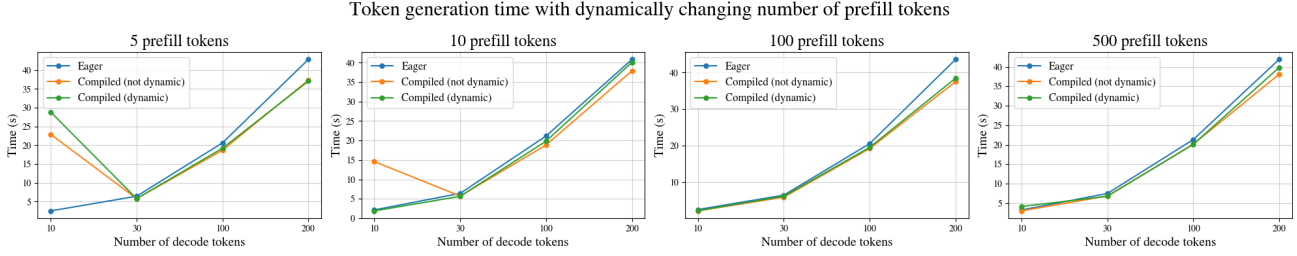 Token generation time with dynamically changing number of prefill tokens
5 prefill tokens
Eager
Compiled (not dynamic)
Compiled (dynamic)
Time (s)
40
35
30
25
20
15
10
5
10
30
100
200
Number of decode tokens
10 prefill tokens
Eager
Compiled (not dynamic)
Compiled (dynamic)
Time (s)
40
35
30
25
20
15
10
5
0
10
30
100
200
Number of decode tokens
100 prefill tokens
Eager
Compiled (not dynamic)
Compiled (dynamic)
Time (s)
40
30
20
10
10
30
100
200
Number of decode tokens
500 prefill tokens
Eager
Compiled (not dynamic)
Compiled (dynamic)
Time (s)
40
35
30
25
20
15
10
5
10
30
100
200
Number of decode tokens